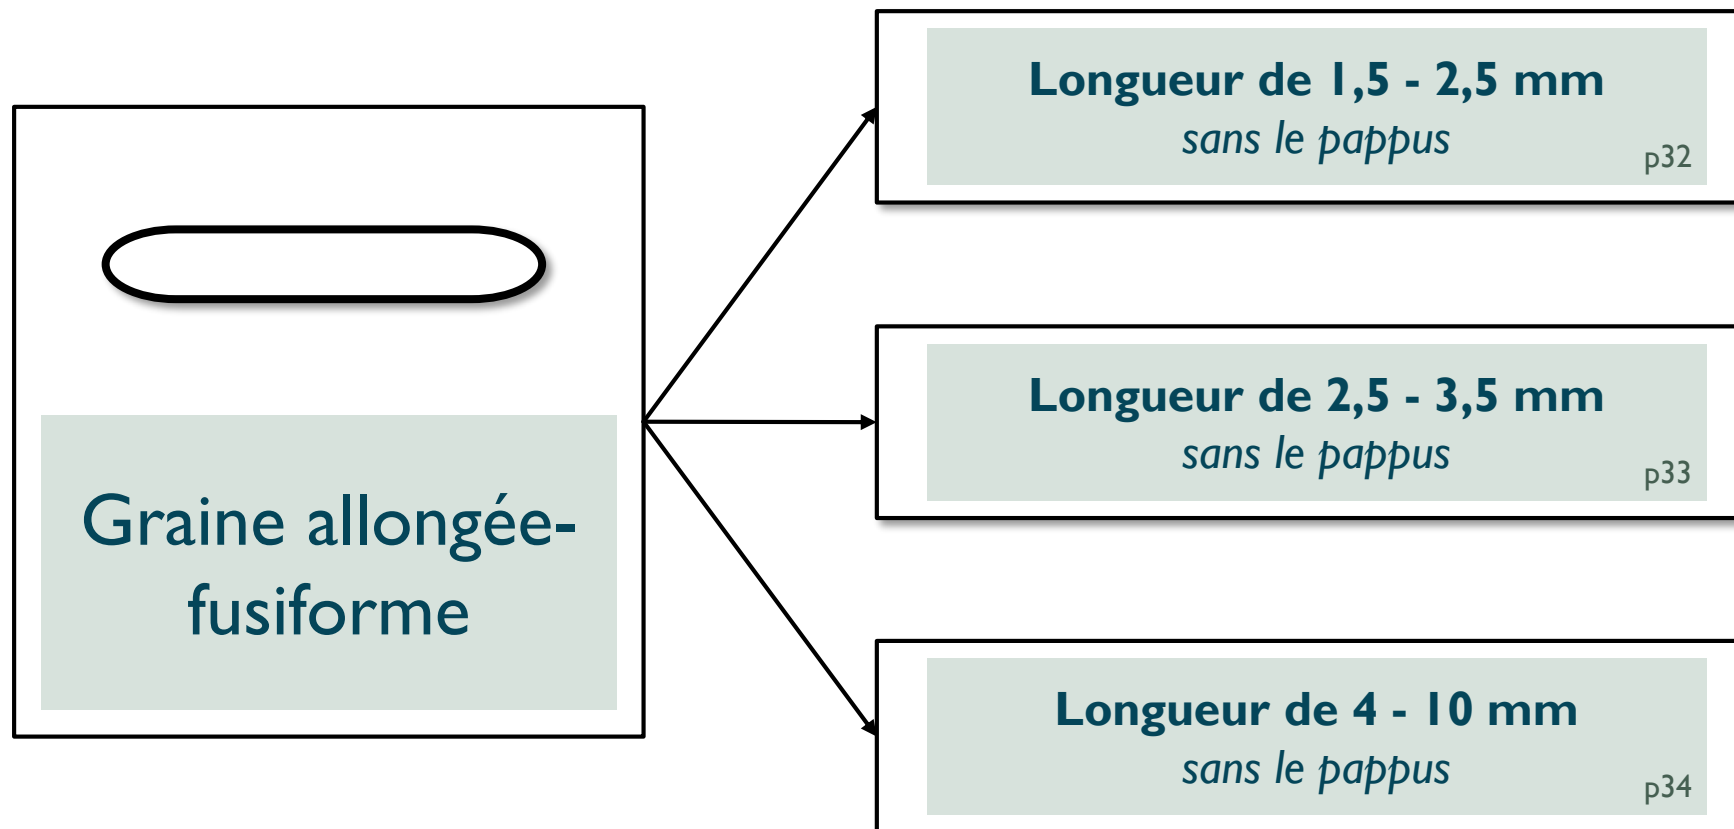 Graine allongée-
fusiforme
Longueur de 1,5 - 2,5 mm
sans le pappus
p32
Longueur de 2,5 - 3,5 mm
sans le pappus
p33
Longueur de 4 - 10 mm
sans le pappus
p34